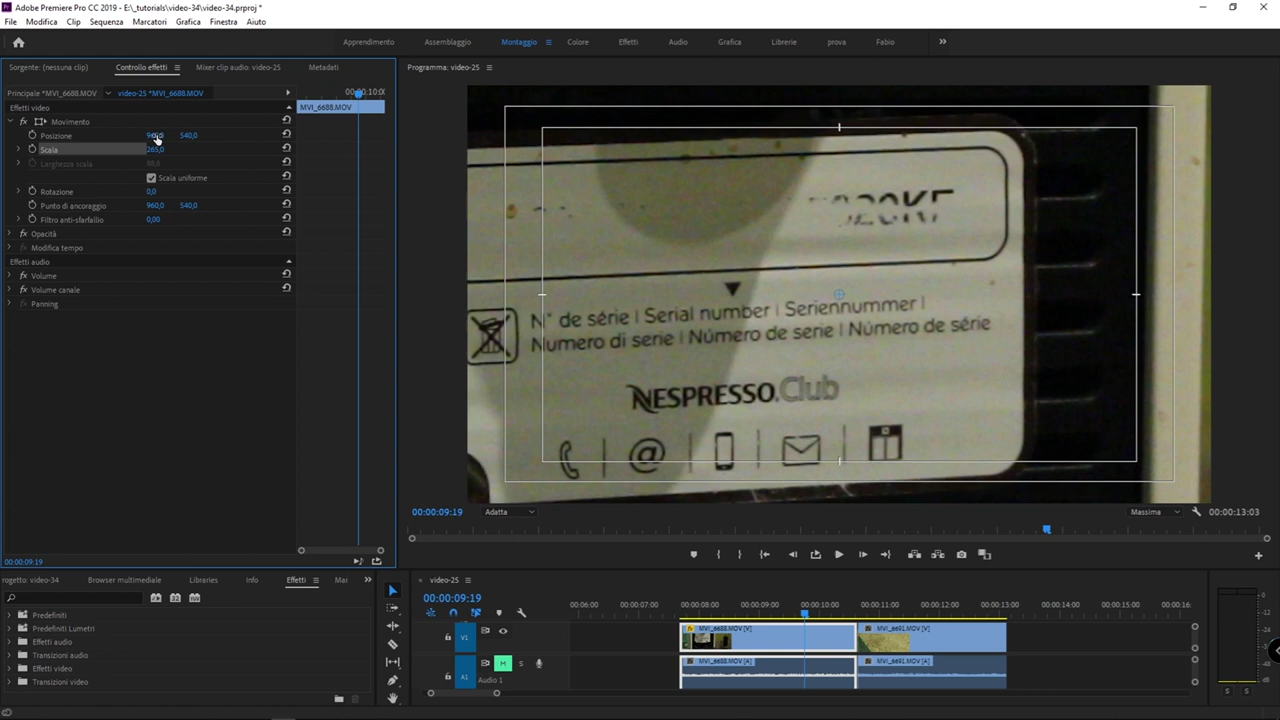 Adobe Premiere Pro CC 2019 - E:\_tutorials\video-34\video-34.prproj *
File Modifica Clip Sequenza Marcatori Grafica Finestra Aiuto
Apprendimento Assemblaggio Montaggio Colore Effetti Audio Grafica Librerie prova Fabio
Sorgente: (nessuna clip) Controllo effetti Mixer clip audio: video-25 Metadati
Programma: video-25
Principale *MVI_6688.MOV video-25 *MVI_6688.MOV
Effetti video
MVI_6688.MOV
Movimento
Posizione 540,0
Scala 265,0
Larghezza scala
Scala uniforme
Rotazione 0,0
Punto di ancoraggio 960,0 540,0
Filtro anti-sfarfallio 0,00
Opacità
Modifica tempo
Effetti audio
Volume
Volume canale
Panning
N° de série | Serial number | Seriennummer |
Numero di serie | Número de serie | Número de série
NESPRESSO.Club
@
00:00:09:19
00:00:09:19 Adatta Massima 00:00:13:03
rogetto: video-34 Browser multimediale Libraries Info Effetti Mar
Predefiniti
Predefiniti Lumetri
Effetti audio
Transizioni audio
Effetti video
Transizioni video
video-25
00:00:09:19
00:00:06:00 00:00:07:00 00:00:08:00 00:00:09:00 00:00:10:00 00:00:11:00 00:00:12:00 00:00:13:00 00:00:14:00 00:00:15:00 00:00:16:
V1 MVI_6688.MOV [V] MVI_6691.MOV [V]
A1 M S MVI_6688.MOV [A] MVI_6691.MOV [A]
Audio 1
0
S S